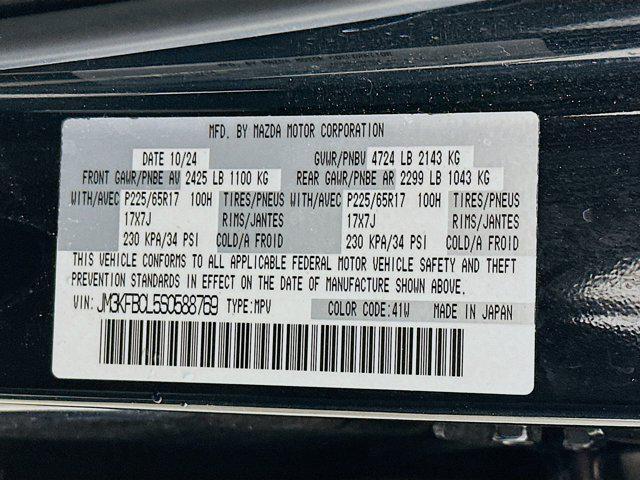 MFD. BY MAZDA MOTOR CORPORATION
DATE 10/24 GVWR/PNBV 4724 LB 2143 KG
FRONT GAWR/PNBE AV 2425 LB 1100 KG REAR GAWR/PNBE AR 2299 LB 1043 KG
WITH/AVEC P225/65R17 100H TIRES/PNEUS WITH/AVEC P225/65R17 100H TIRES/PNEUS
17X7J RIMS/JANTES 17X7J RIMS/JANTES
230 KPA/34 PSI COLD/A FROID 230 KPA/34 PSI COLD/A FROID
THIS VEHICLE CONFORMS TO ALL APPLICABLE FEDERAL MOTOR VEHICLE SAFETY AND THEFT
PREVENTION STANDARDS IN EFFECT ON THE DATE OF MANUFACTURE SHOWN ABOVE.
VIN: JM3KFBCL5S0588769 TYPE:MPV COLOR CODE:41W MADE IN JAPAN